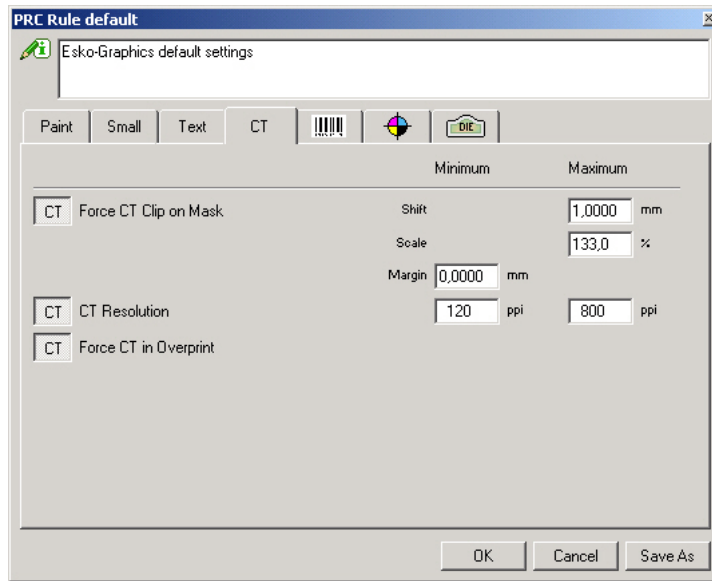 PRC Rule default
Esko-Graphics default settings
Paint Small Text CT DIE
Minimum Maximum
CT Force CT Clip on Mask Shift 1,0000 mm
Scale 133,0 %
Margin 0,0000 mm
CT CT Resolution 120 ppi 800 ppi
CT Force CT in Overprint
OK Cancel Save As